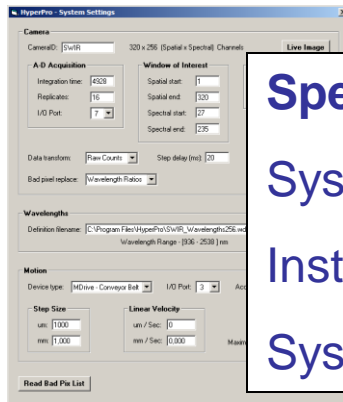 HyperPro - System Settings
Camera
CameraID: SWIR 320 x 256 (Spatial x Spectral) Channels Live Image
A-D Acquisition Window of Interest
Integration time: 4928 Spatial start: 1
Replicates: 16 Spatial end: 320
I/O Port: 7 Spectral start: 27
Spectral end: 235
Data transform: Raw Counts Step delay (ms): 20
Bad pixel replace: Wavelength Ratios
Wavelengths
Definition filename: C:\Program Files\HyperPro\SWIR_Wavelengths256.wd
Wavelength Range - [936 - 2538] nm
Motion
Device type: MDrive - Conveyor Belt I/O Port: 3 Acc
Step Size Linear Velocity
um: 1000 um / Sec: 0
mm: 1.000 mm / Sec: 0.000 Maxim
Read Bad Pix List
Spe
Sys
Inst
Sys